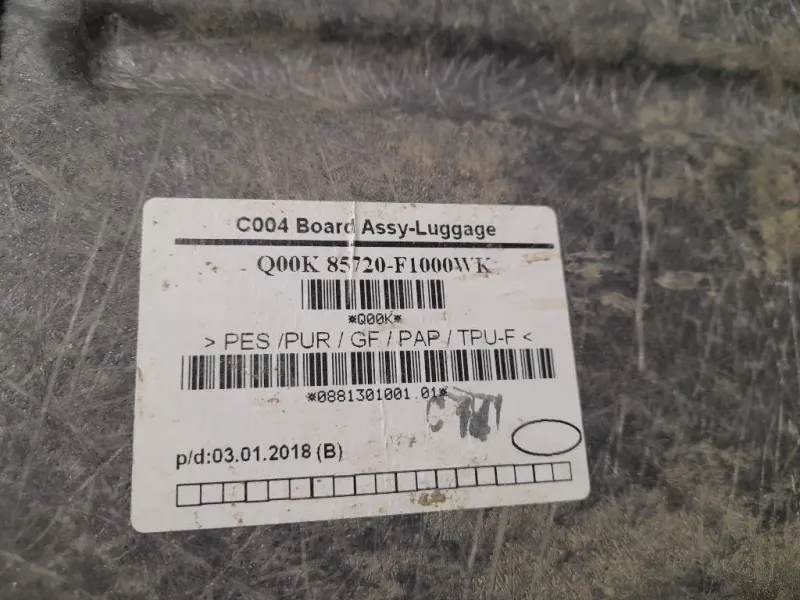 C004 Board Assy-Luggage
Q00K 85720-F1000WK
*Q00K*
> PES /PUR / GF / PAP / TPU-F <
*0881301001.01*
p/d:03.01.2018 (B)